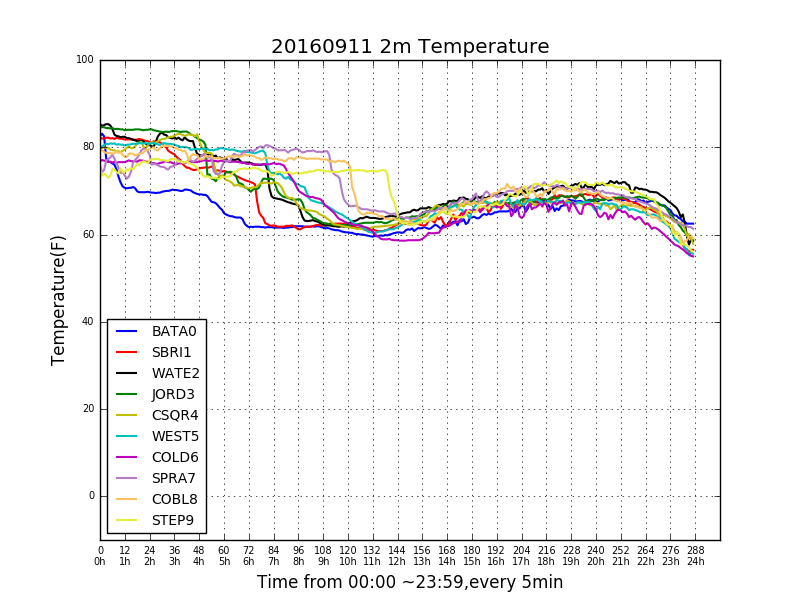 20160911 2m Temperature
100
80
60
40
20
0
Temperature(F)
BATA0
SBRI1
WATE2
JORD3
CSQR4
WEST5
COLD6
SPRA7
COBL8
STEP9
0 12 24 36 48 60 72 84 96 108 120 132 144 156 168 180 192 204 216 228 240 252 264 276 288
0h 1h 2h 3h 4h 5h 6h 7h 8h 9h 10h 11h 12h 13h 14h 15h 16h 17h 18h 19h 20h 21h 22h 23h 24h
Time from 00:00 ~23:59,every 5min